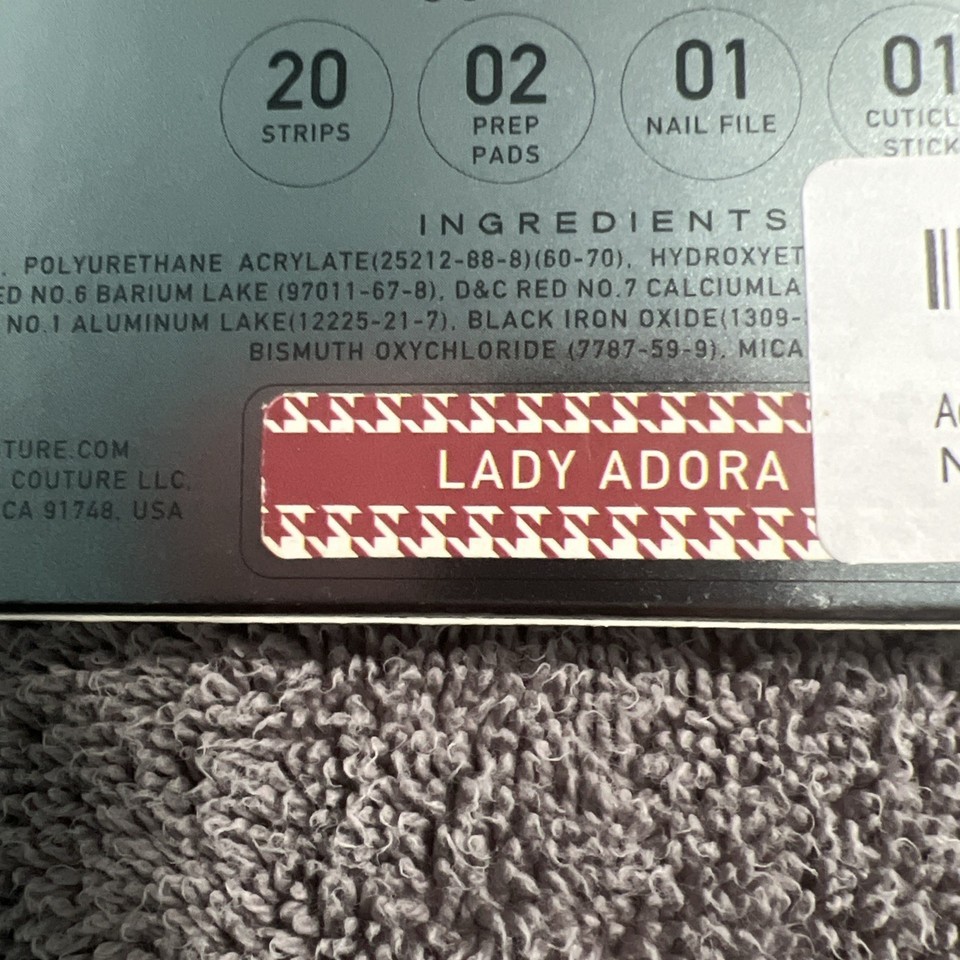 20
STRIPS
02
PREP
PADS
01
NAIL FILE
01
STICK
INGREDIENTS
POLYURETHANE ACRYLATE(25212-88-8)(60-70), HYDROXYET
ED NO.6 BARIUM LAKE (97011-67-8), D&C RED NO.7 CALCIUMLA
NO.1 ALUMINUM LAKE(12225-21-7), BLACK IRON OXIDE(1309-
BISMUTH OXYCHLORIDE (7787-59-9), MICA
TURE.COM
COUTURE LLC,
CA 91748, USA
LADY ADORA